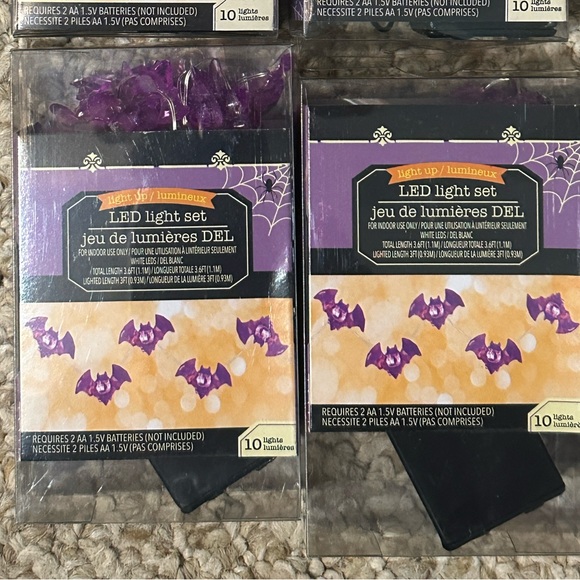 REQUIRES 2 AA 1.5V BATTERIES (NOT INCLUDED)
NÉCESSITE 2 PILES AA 1.5V (PAS COMPRISES)
10 lights
lumières
REQUIRES 2 AA 1.5V BATTERIES (NOT INCLUDED)
NÉCESSITE 2 PILES AA 1.5V (PAS COMPRISES)
10 lights
lumières
light up / lumineux
LED light set
jeu de lumières DEL
FOR INDOOR USE ONLY / POUR UNE UTILISATION À L'INTÉRIEUR SEULEMENT
WHITE LEDS / DEL BLANC
TOTAL LENGTH 3.6FT (1.1M) / LONGUEUR TOTALE 3.6FT (1.1M)
LIGHTED LENGTH 3FT (0.93M) / LONGUEUR DE LA LUMIÈRE 3FT (0.93M)
REQUIRES 2 AA 1.5V BATTERIES (NOT INCLUDED)
NÉCESSITE 2 PILES AA 1.5V (PAS COMPRISES)
10 lights
lumières
light up / lumineux
LED light set
jeu de lumières DEL
FOR INDOOR USE ONLY / POUR UNE UTILISATION À L'INTÉRIEUR SEULEMENT
WHITE LEDS / DEL BLANC
TOTAL LENGTH 3.6FT (1.1M) / LONGUEUR TOTALE 3.6FT (1.1M)
LIGHTED LENGTH 3FT (0.93M) / LONGUEUR DE LA LUMIÈRE 3FT (0.93M)
REQUIRES 2 AA 1.5V BATTERIES (NOT INCLUDED)
NÉCESSITE 2 PILES AA 1.5V (PAS COMPRISES)
10 lights
lumières